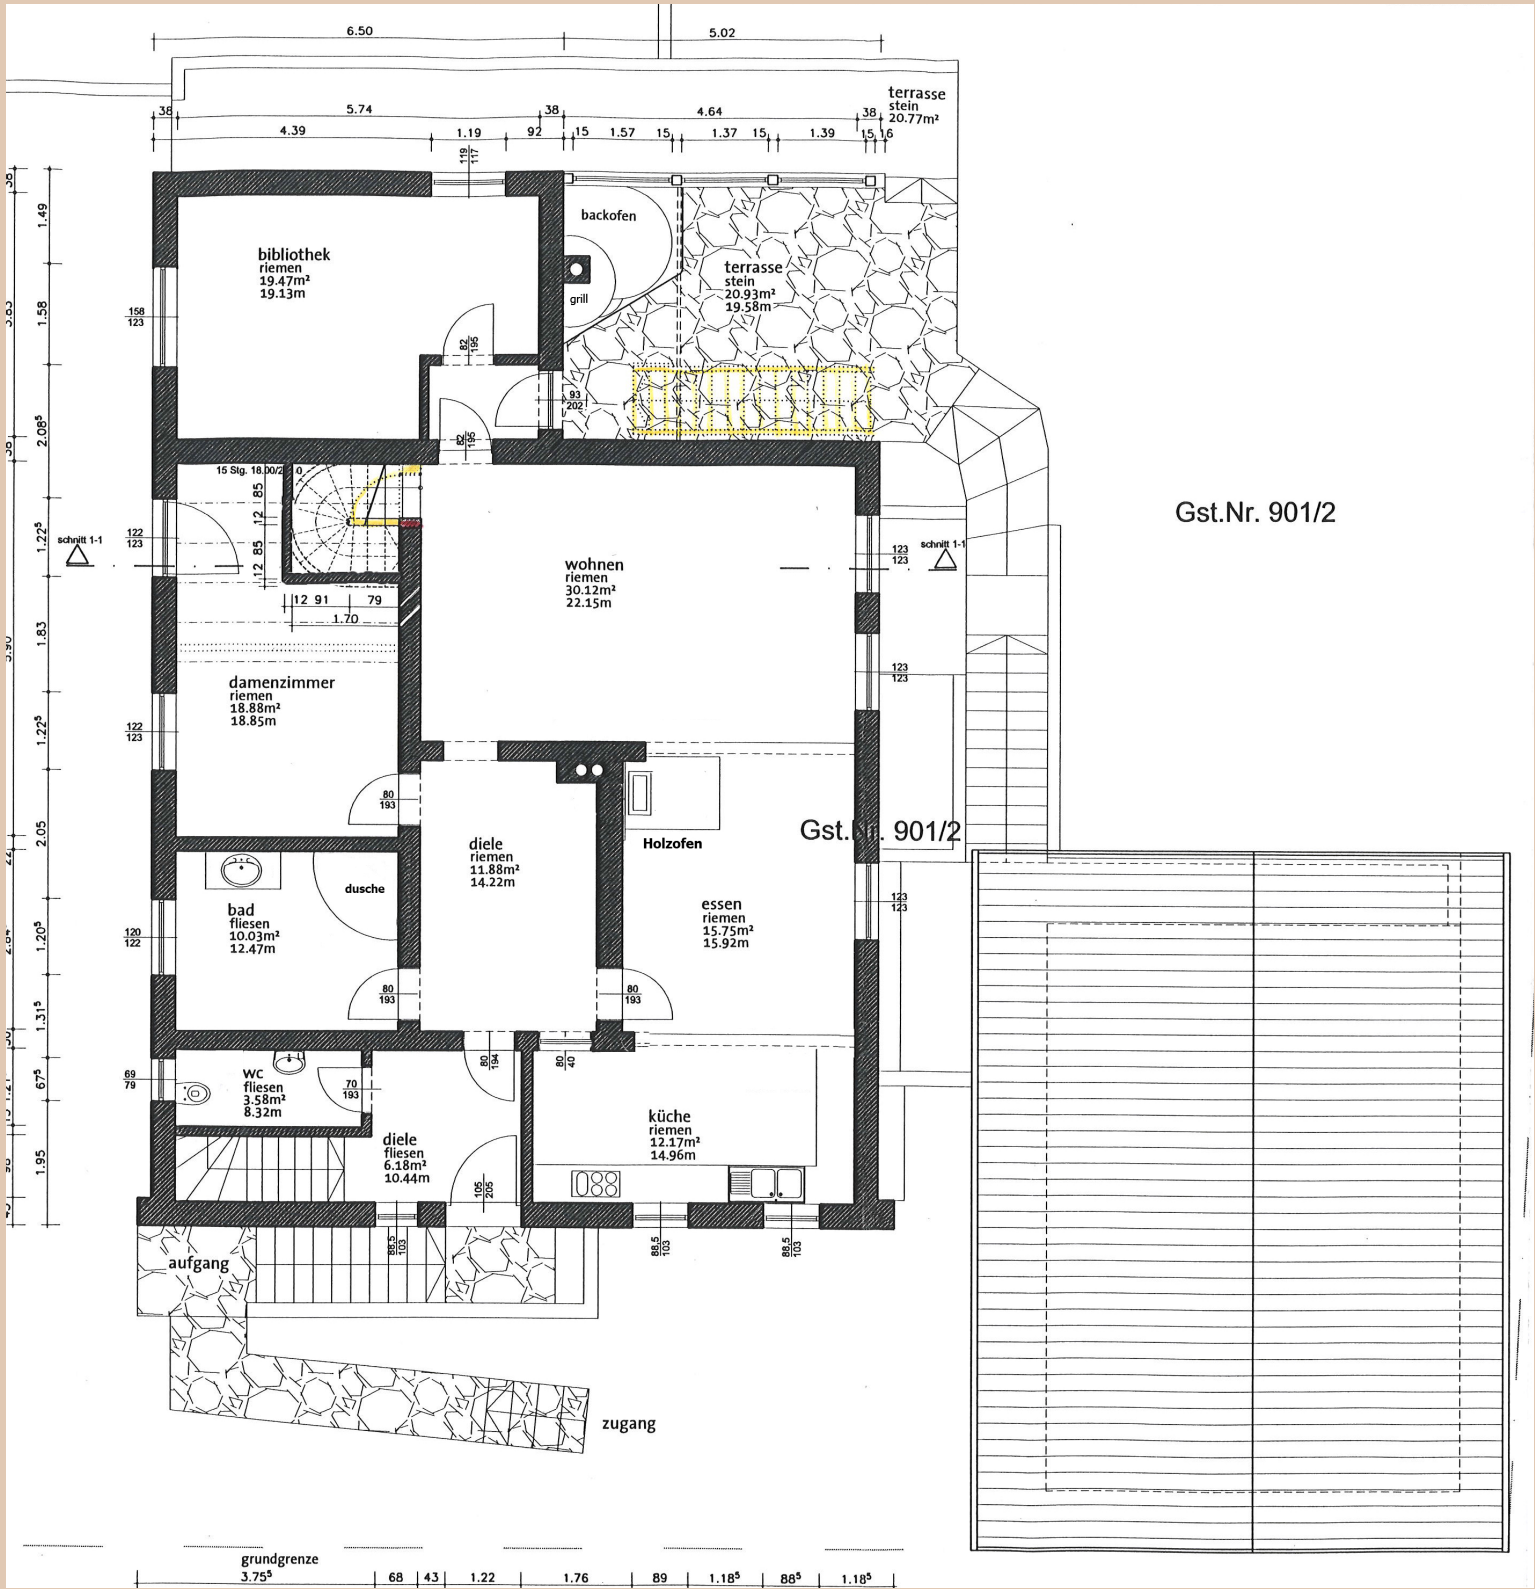 6.50
5.02
38
5.74
38
4.64
38
4.39
1.19
92
15
1.57
15
1.37
15
1.39
15
16
terrasse
stein
20.77m²
119
117
38
1.49
1.58
2.08⁵
38
1.22⁵
1.83
1.22⁵
2.05
22
1.20⁵
1.31⁵
67⁵
1.95
backofen
grill
bibliothek
riemen
19.47m²
19.13m
terrasse
stein
20.93m²
19.58m
158
123
82
195
93
202
82
195
15 Stg. 18.00/2
85
12
85
12
12 91
79
1.70
122
123
schnitt 1-1
wohnen
riemen
30.12m²
22.15m
123
123
schnitt 1-1
Gst.Nr. 901/2
123
123
damenzimmer
riemen
18.88m²
18.85m
122
123
80
193
diele
riemen
11.88m²
14.22m
Holzofen
Gst.Nr. 901/2
dusche
bad
fliesen
10.03m²
12.47m
120
122
essen
riemen
15.75m²
15.92m
123
123
80
193
80
193
80
194
80
40
wc
fliesen
3.58m²
8.32m
69
79
70
193
diele
fliesen
6.18m²
10.44m
küche
riemen
12.17m²
14.96m
105
205
88,5
103
88,5
103
88,5
103
aufgang
zugang
grundgrenze
3.75⁵
68
43
1.22
1.76
89
1.18⁵
88⁵
1.18⁵